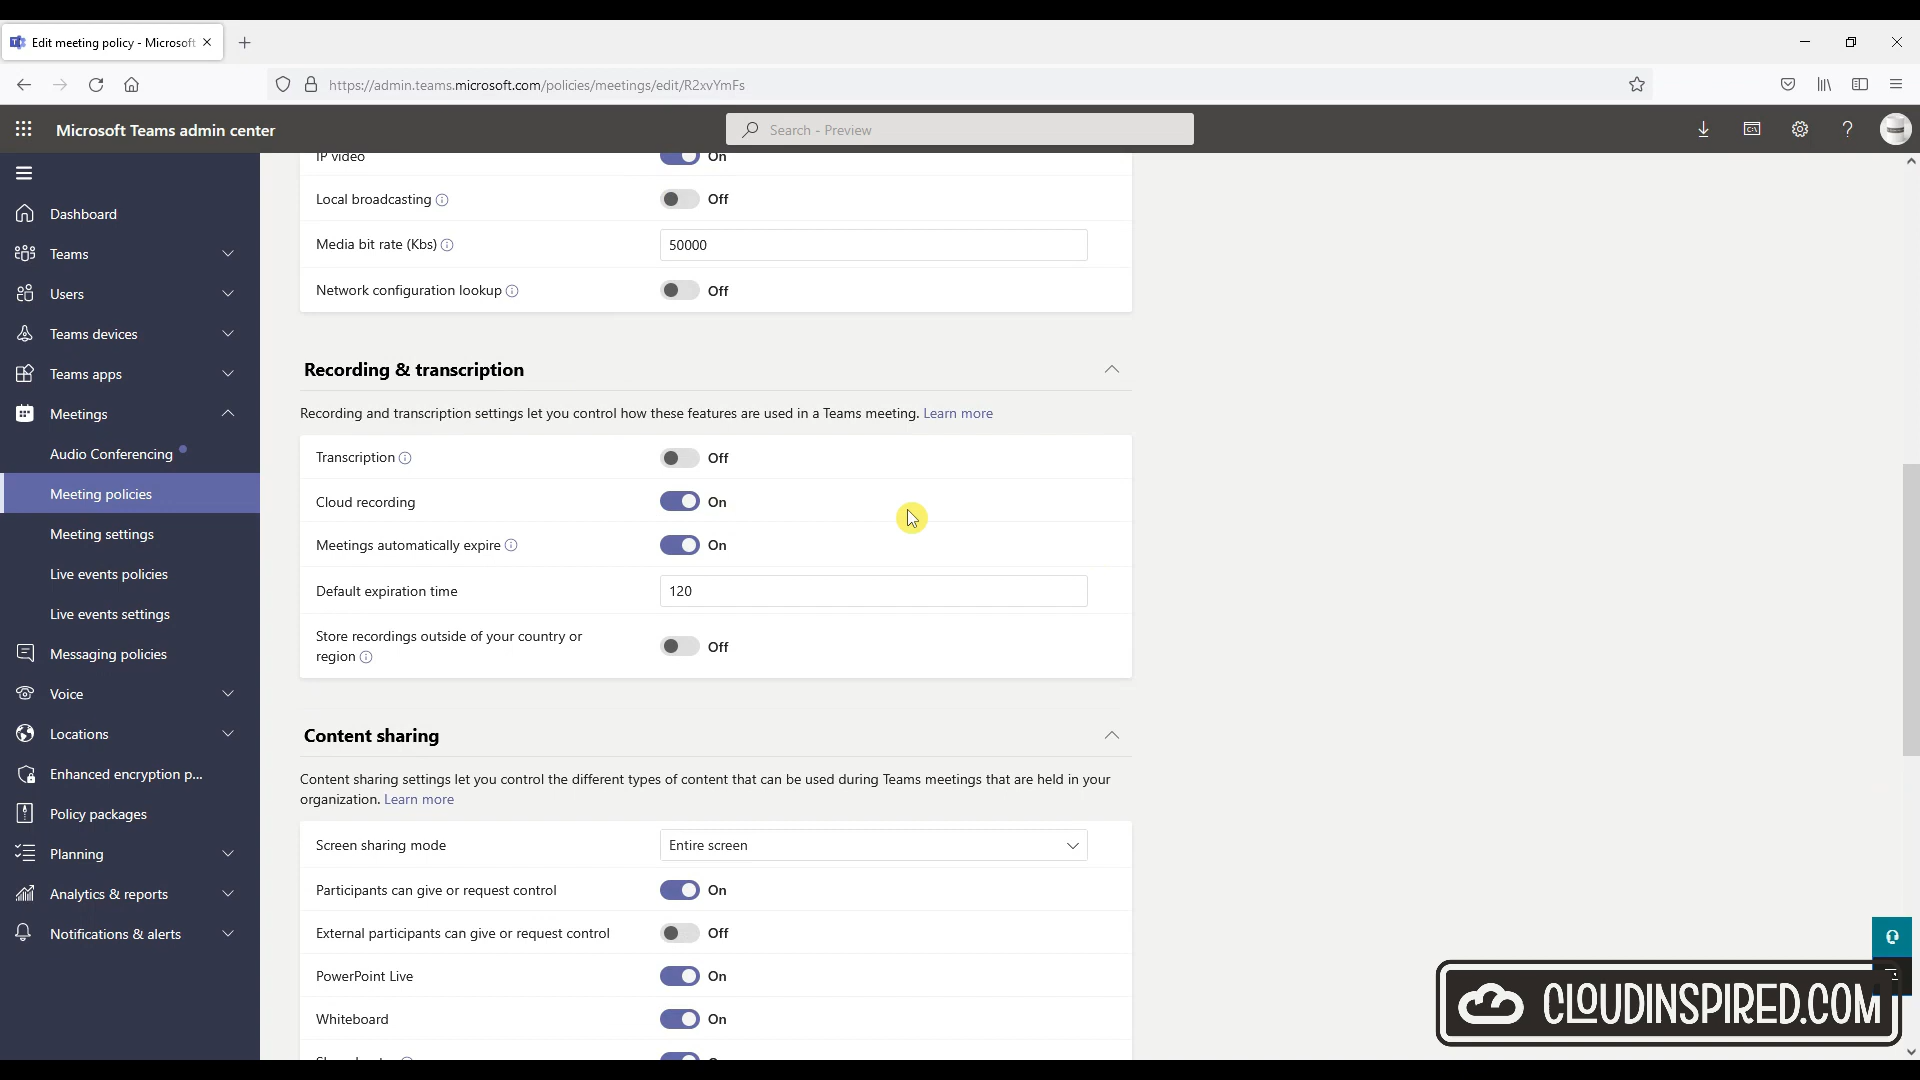 Edit meeting policy - Microsoft
https://admin.teams.microsoft.com/policies/meetings/edit/R2xvYmFs
Microsoft Teams admin center
Search - Preview
Dashboard
Teams
Users
Teams devices
Teams apps
Meetings
Audio Conferencing
Meeting policies
Meeting settings
Live events policies
Live events settings
Messaging policies
Voice
Locations
Enhanced encryption p...
Policy packages
Planning
Analytics & reports
Notifications & alerts
IP video On
Local broadcasting Off
Media bit rate (Kbs) 50000
Network configuration lookup Off
Recording & transcription
Recording and transcription settings let you control how these features are used in a Teams meeting. Learn more
Transcription Off
Cloud recording On
Meetings automatically expire On
Default expiration time 120
Store recordings outside of your country or
region Off
Content sharing
Content sharing settings let you control the different types of content that can be used during Teams meetings that are held in your
organization. Learn more
Screen sharing mode Entire screen
Participants can give or request control On
External participants can give or request control Off
PowerPoint Live On
Whiteboard On
CLOUDINSPIRED.COM